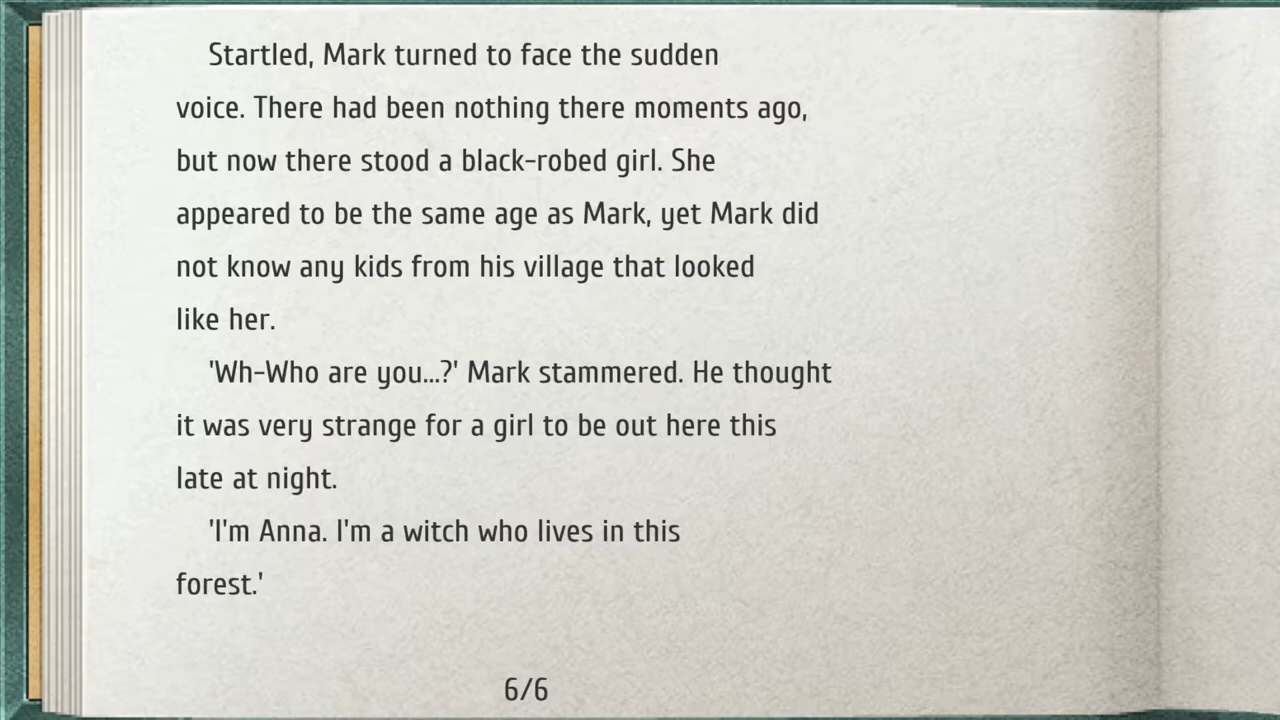 Startled, Mark turned to face the sudden
voice. There had been nothing there moments ago,
but now there stood a black-robed girl. She
appeared to be the same age as Mark, yet Mark did
not know any kids from his village that looked
like her.
'Wh-Who are you...?' Mark stammered. He thought
it was very strange for a girl to be out here this
late at night.
'I'm Anna. I'm a witch who lives in this
forest.'
6/6